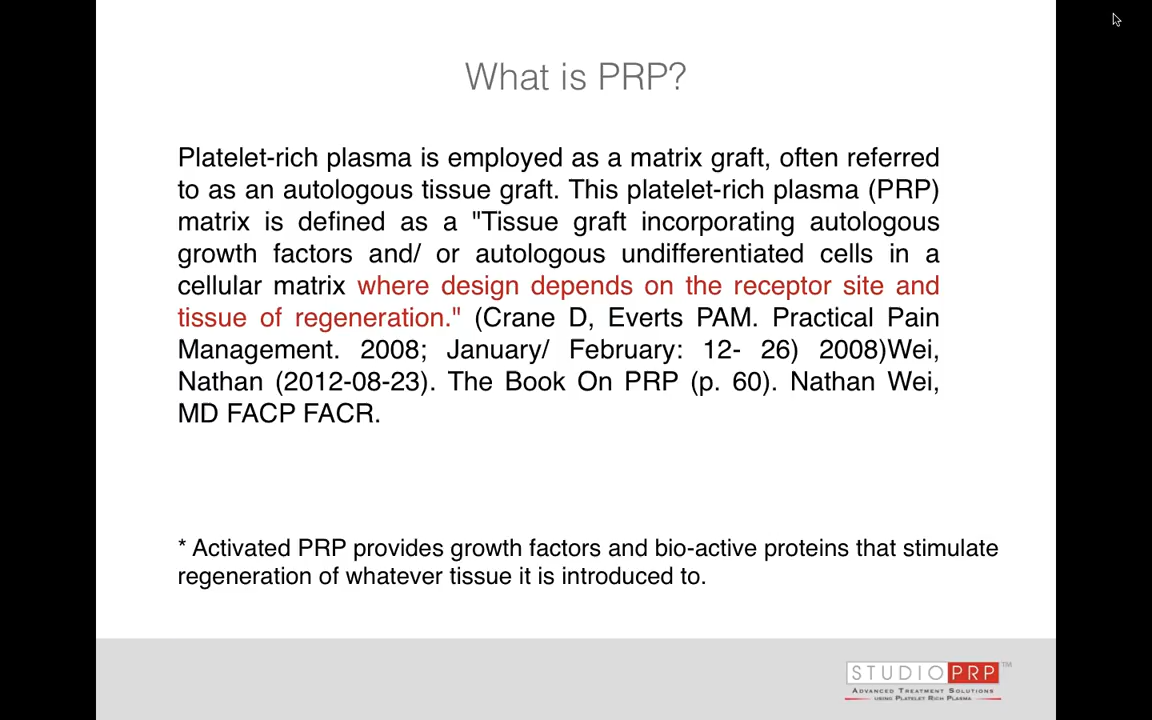 What is PRP?
Platelet-rich plasma is employed as a matrix graft, often referred
to as an autologous tissue graft. This platelet-rich plasma (PRP)
matrix is defined as a "Tissue graft incorporating autologous
growth factors and/ or autologous undifferentiated cells in a
cellular matrix where design depends on the receptor site and
tissue of regeneration." (Crane D, Everts PAM. Practical Pain
Management. 2008; January/ February: 12- 26) 2008)Wei,
Nathan (2012-08-23). The Book On PRP (p. 60). Nathan Wei,
MD FACP FACR.
* Activated PRP provides growth factors and bio-active proteins that stimulate
regeneration of whatever tissue it is introduced to.
STUDIO PRP ™
ADVANCED TREATMENT SOLUTIONS
USING PLATELET RICH PLASMA